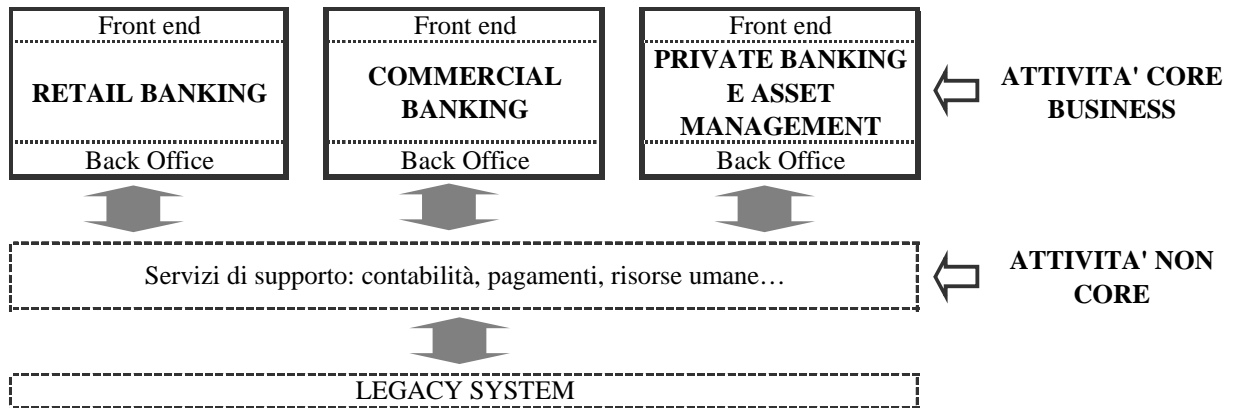 Front end
RETAIL BANKING
Back Office
Front end
COMMERCIAL
BANKING
Back Office
Front end
PRIVATE BANKING
E ASSET
MANAGEMENT
Back Office
ATTIVITA' CORE
BUSINESS
Servizi di supporto: contabilità, pagamenti, risorse umane…
ATTIVITA' NON
CORE
LEGACY SYSTEM